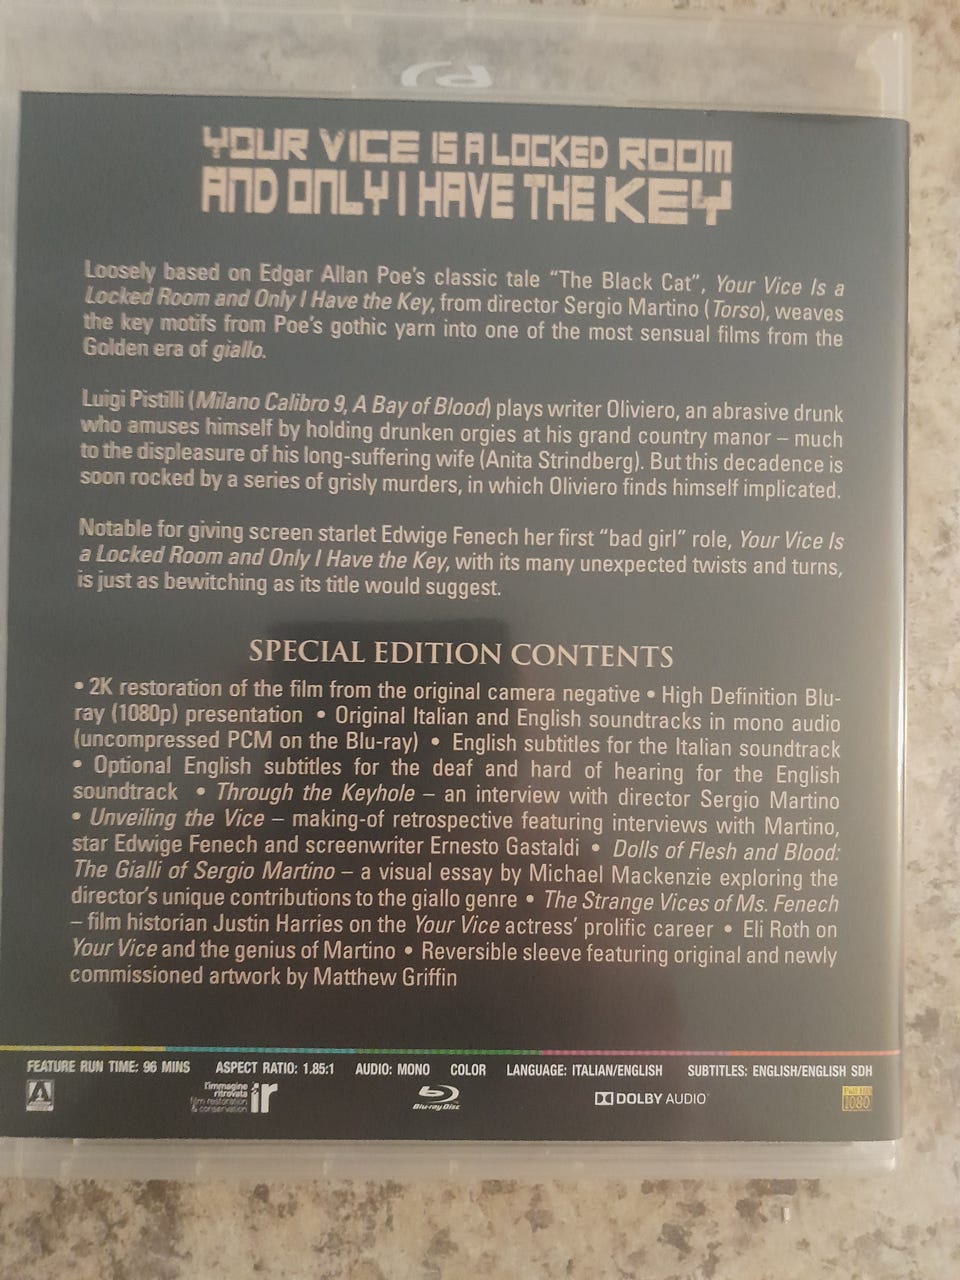 YOUR VICE IS A LOCKED ROOM
AND ONLY I HAVE THE KEY
Loosely based on Edgar Allan Poe's classic tale "The Black Cat", Your Vice Is a
Locked Room and Only I Have the Key, from director Sergio Martino (Torso), weaves
the key motifs from Poe's gothic yarn into one of the most sensual films from the
Golden era of giallo.
Luigi Pistilli (Milano Calibro 9, A Bay of Blood) plays writer Oliviero, an abrasive drunk
who amuses himself by holding drunken orgies at his grand country manor – much
to the displeasure of his long-suffering wife (Anita Strindberg). But this decadence is
soon rocked by a series of grisly murders, in which Oliviero finds himself implicated.
Notable for giving screen starlet Edwige Fenech her first "bad girl" role, Your Vice Is
a Locked Room and Only I Have the Key, with its many unexpected twists and turns,
is just as bewitching as its title would suggest.
SPECIAL EDITION CONTENTS
• 2K restoration of the film from the original camera negative • High Definition Blu-
ray (1080p) presentation • Original Italian and English soundtracks in mono audio
(uncompressed PCM on the Blu-ray) • English subtitles for the Italian soundtrack
• Optional English subtitles for the deaf and hard of hearing for the English
soundtrack • Through the Keyhole – an interview with director Sergio Martino
• Unveiling the Vice – making-of retrospective featuring interviews with Martino,
star Edwige Fenech and screenwriter Ernesto Gastaldi • Dolls of Flesh and Blood:
The Gialli of Sergio Martino – a visual essay by Michael Mackenzie exploring the
director's unique contributions to the giallo genre • The Strange Vices of Ms. Fenech
– film historian Justin Harries on the Your Vice actress' prolific career • Eli Roth on
Your Vice and the genius of Martino • Reversible sleeve featuring original and newly
commissioned artwork by Matthew Griffin
FEATURE RUN TIME: 96 MINS ASPECT RATIO: 1.85:1 AUDIO: MONO COLOR LANGUAGE: ITALIAN/ENGLISH SUBTITLES: ENGLISH/ENGLISH SDH
l'immagine
ritrovata
film restoration
& conservation
ir
Blu-ray Disc
DOLBY AUDIO
Full HD
1080